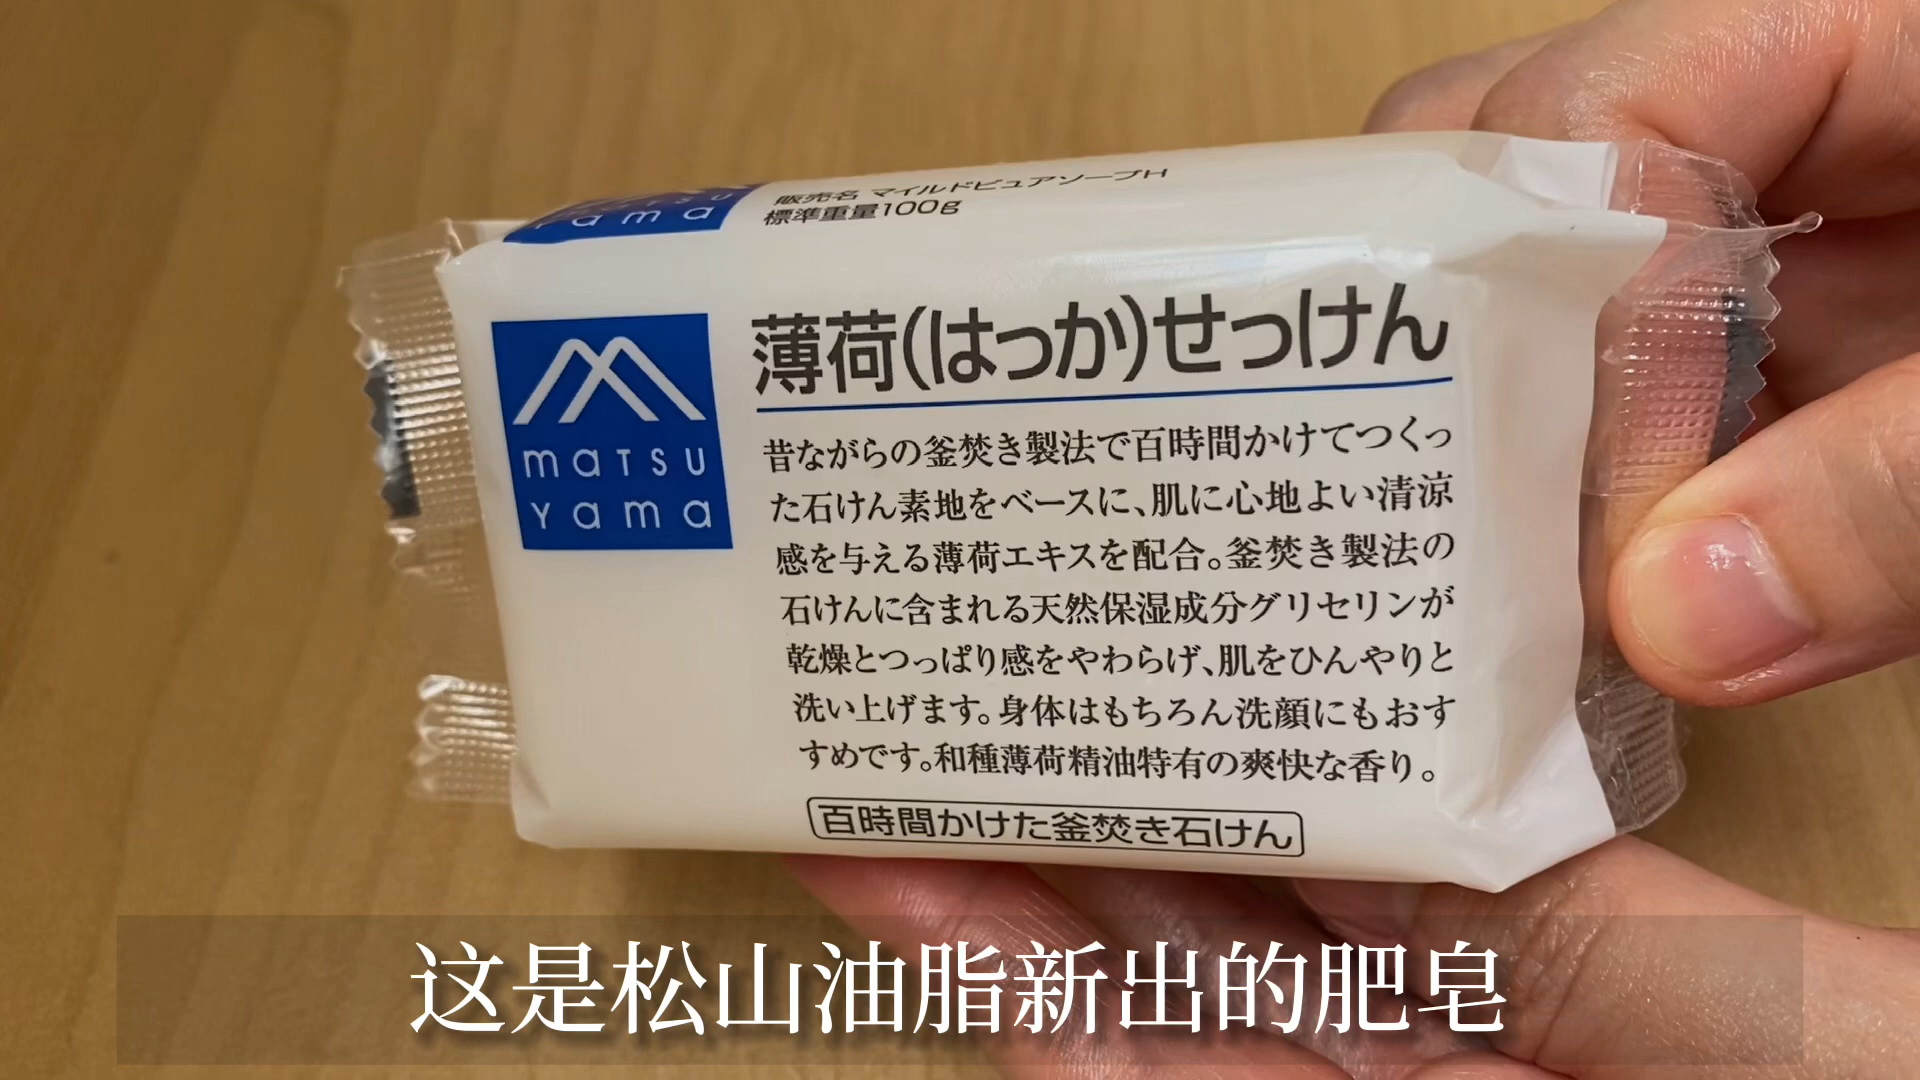 販売名 マイルドピュアソープH
標準重量100g
yama
matsu
yama
薄荷(はっか)せっけん
昔ながらの釜焚き製法で百時間かけてつくっ
た石けん素地をベースに、肌に心地よい清涼
感を与える薄荷エキスを配合。釜焚き製法の
石けんに含まれる天然保湿成分グリセリンが
乾燥とつっぱり感をやわらげ、肌をひんやりと
洗い上げます。身体はもちろん洗顔にもおす
すめです。和種薄荷精油特有の爽快な香り。
百時間かけた釜焚き石けん
这是松山油脂新出的肥皂